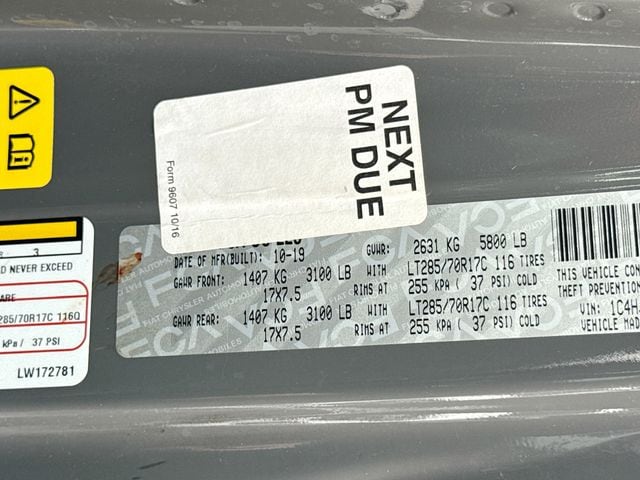 NEXT
PM DUE
Form 9607 10/16
DATE OF MFR(BUILT): 10-19 GVWR: 2631 KG 5800 LB
GAWR FRONT: 1407 KG 3100 LB WITH LT285/70R17C 116 TIRES
17X7.5 RIMS AT 255 KPA ( 37 PSI) COLD
GAWR REAR: 1407 KG 3100 LB WITH LT285/70R17C 116 TIRES
17X7.5 RIMS AT 255 KPA ( 37 PSI) COLD
THIS VEHICLE CON
THEFT PREVENTION
VIN: 1C4H
VEHICLE MAD
3
D NEVER EXCEED
ARE
285/70R17C 116Q
kPa / 37 PSI
LW172781